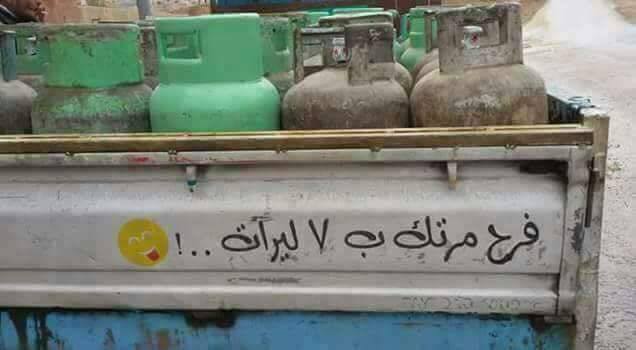 فرح مرتك ب ٧ ليرات ..!